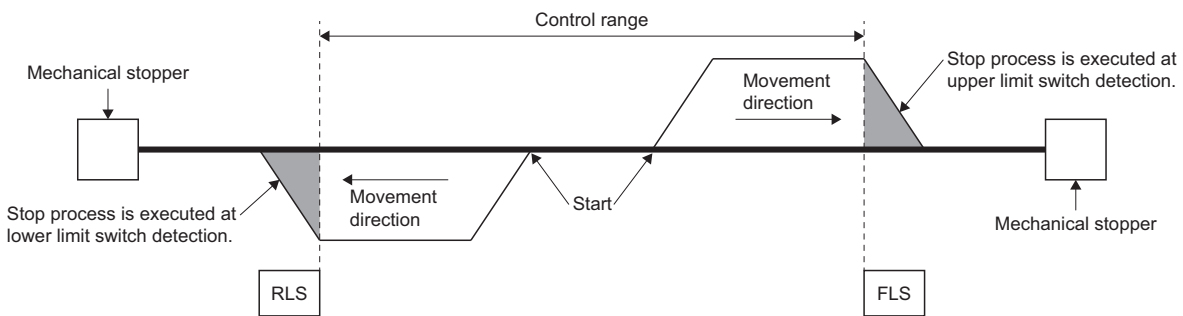 Control range
Mechanical stopper
Movement
direction
Stop process is executed at
upper limit switch detection.
Stop process is executed at
lower limit switch detection.
Movement
direction
Start
Mechanical stopper
RLS
FLS